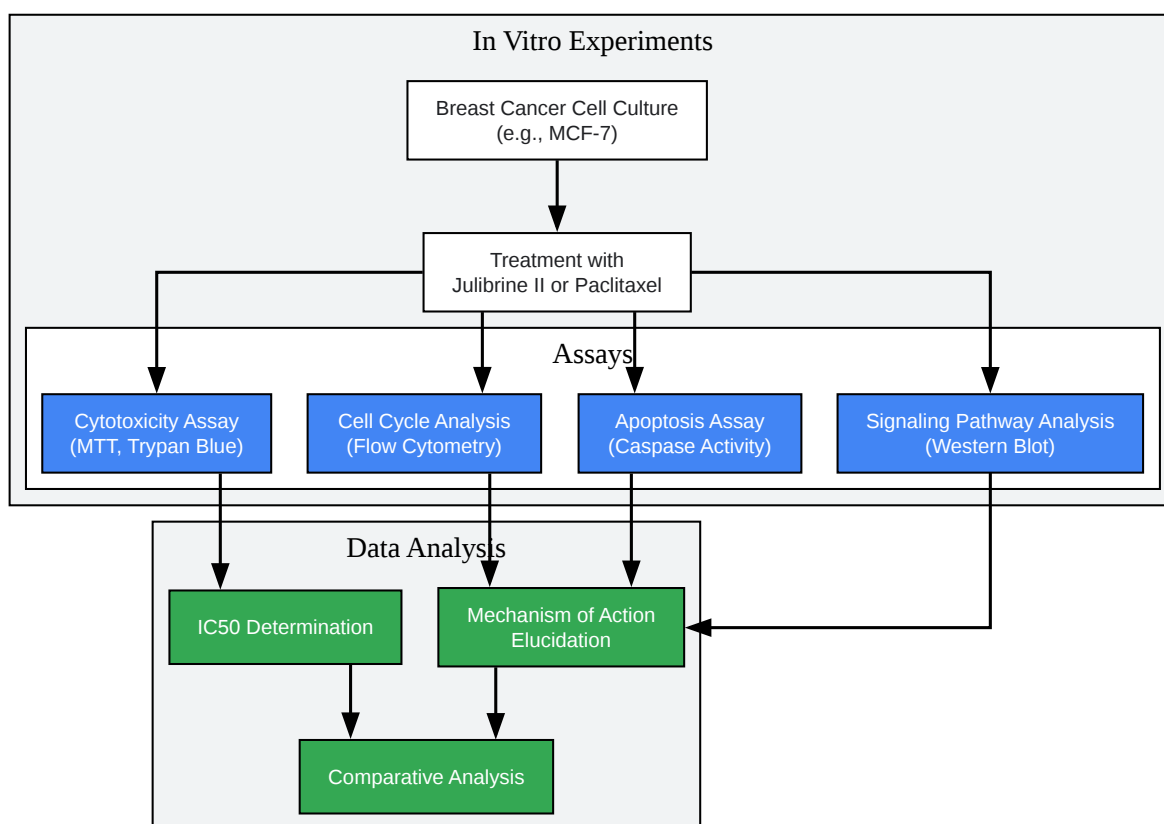 In Vitro Experiments
Breast Cancer Cell Culture
(e.g., MCF-7)
Treatment with
Julibrine II or Paclitaxel
Assays
Cytotoxicity Assay
(MTT, Trypan Blue)
Cell Cycle Analysis
(Flow Cytometry)
Apoptosis Assay
(Caspase Activity)
Signaling Pathway Analysis
(Western Blot)
Data Analysis
IC50 Determination
Mechanism of Action
Elucidation
Comparative Analysis